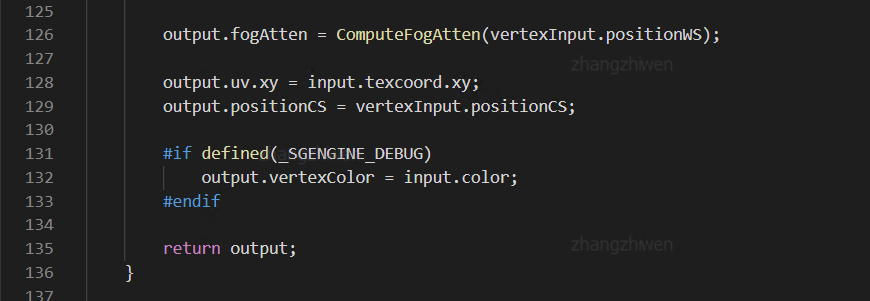 125
126 output.fogAtten = ComputeFogAtten(vertexInput.positionWS);
127
zhangzhiwen
128 output.uv.xy = input.texcoord.xy;
129 output.positionCS = vertexInput.positionCS;
130
131 #if defined(_SGENGINE_DEBUG)
132 output.vertexColor = input.color;
133 #endif
134
135 return output;
zhangzhiwen
136 }
137